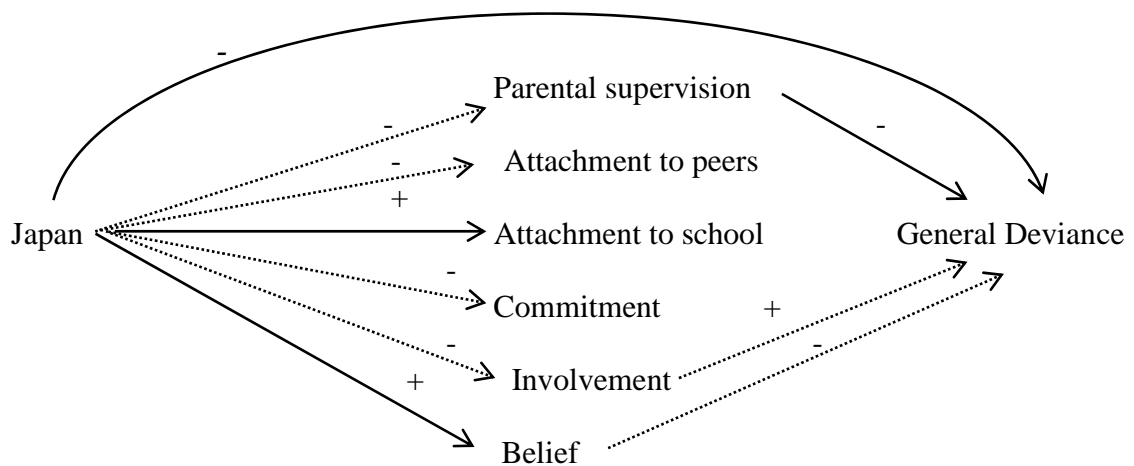 -
Parental supervision
-
-
-
Attachment to peers
+
Japan
Attachment to school
General Deviance
-
Commitment
+
-
-
+
Involvement
Belief